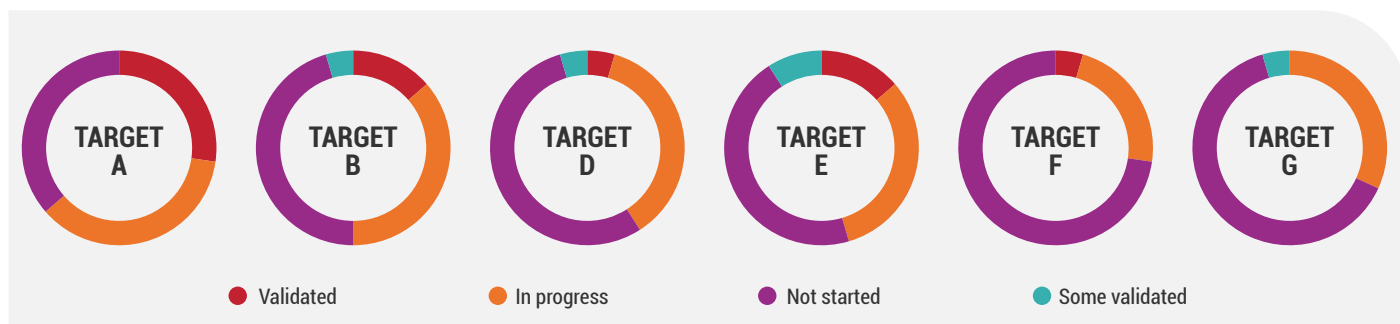 TARGET
A
TARGET
B
TARGET
D
TARGET
E
TARGET
F
TARGET
G
Validated
In progress
Not started
Some validated